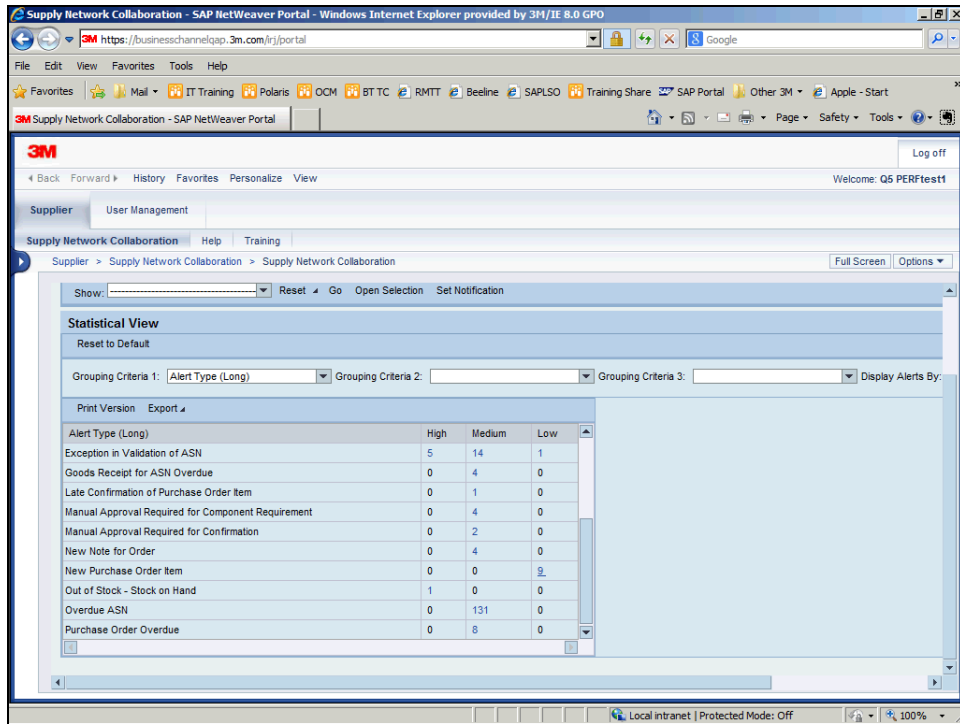 Supply Network Collaboration - SAP NetWeaver Portal - Windows Internet Explorer provided by 3M/IE 8.0 GPO
3M https://businesschannelqap.3m.com/irj/portal Google
File Edit View Favorites Tools Help
Favorites Mail IT Training Polaris OCM BT TC RMTT Beeline SAPLSO Training Share SAP Portal Other 3M Apple - Start »
3M Supply Network Collaboration - SAP NetWeaver Portal Page Safety Tools
3M Log off
Back Forward History Favorites Personalize View Welcome: Q5 PERFtest1
Supplier User Management
Supply Network Collaboration Help Training
Supplier > Supply Network Collaboration > Supply Network Collaboration Full Screen Options
Show: Reset Go Open Selection Set Notification
Statistical View
Reset to Default
Grouping Criteria 1: Alert Type (Long) Grouping Criteria 2: Grouping Criteria 3: Display Alerts By:
Print Version Export
Alert Type (Long) High Medium Low
Exception in Validation of ASN 5 14 1
Goods Receipt for ASN Overdue 0 4 0
Late Confirmation of Purchase Order Item 0 1 0
Manual Approval Required for Component Requirement 0 4 0
Manual Approval Required for Confirmation 0 2 0
New Note for Order 0 4 0
New Purchase Order Item 0 0 9
Out of Stock - Stock on Hand 1 0 0
Overdue ASN 0 131 0
Purchase Order Overdue 0 8 0
Local intranet | Protected Mode: Off 100%